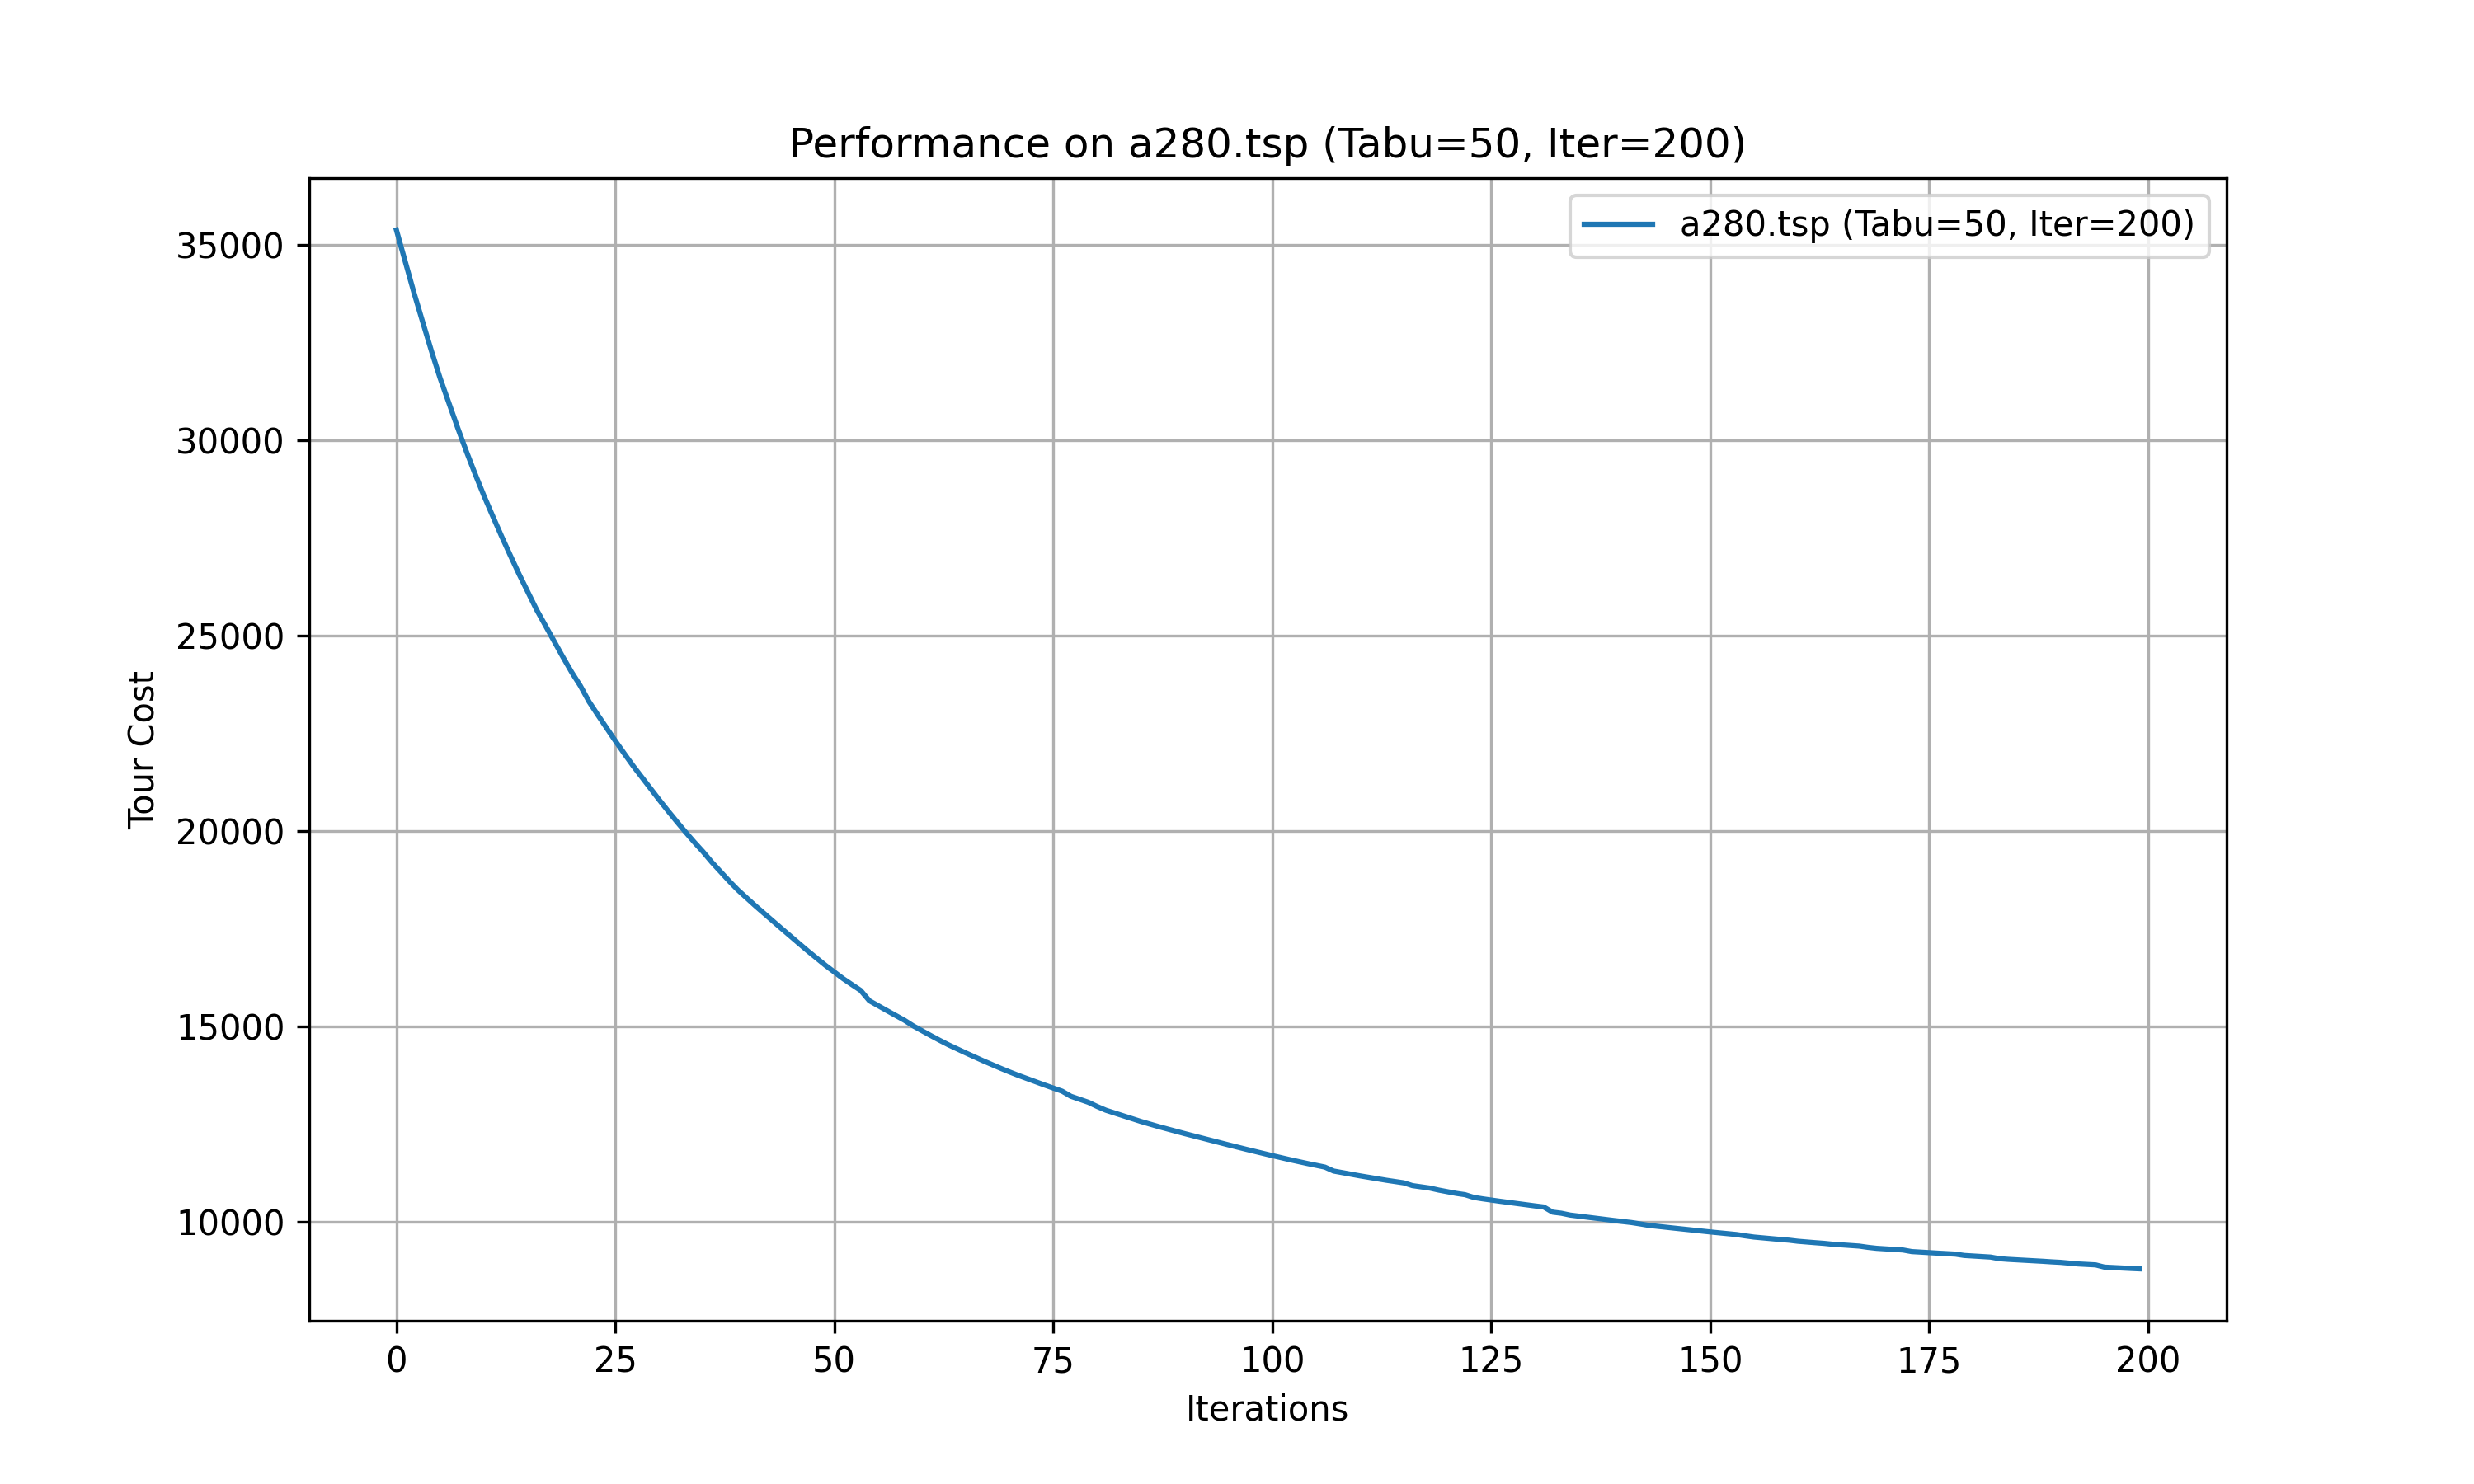 Performance on a280.tsp (Tabu=50, Iter=200)
a280.tsp (Tabu=50, Iter=200)
35000
30000
25000
20000
15000
10000
Tour Cost
0 25 50 75 100 125 150 175 200
Iterations